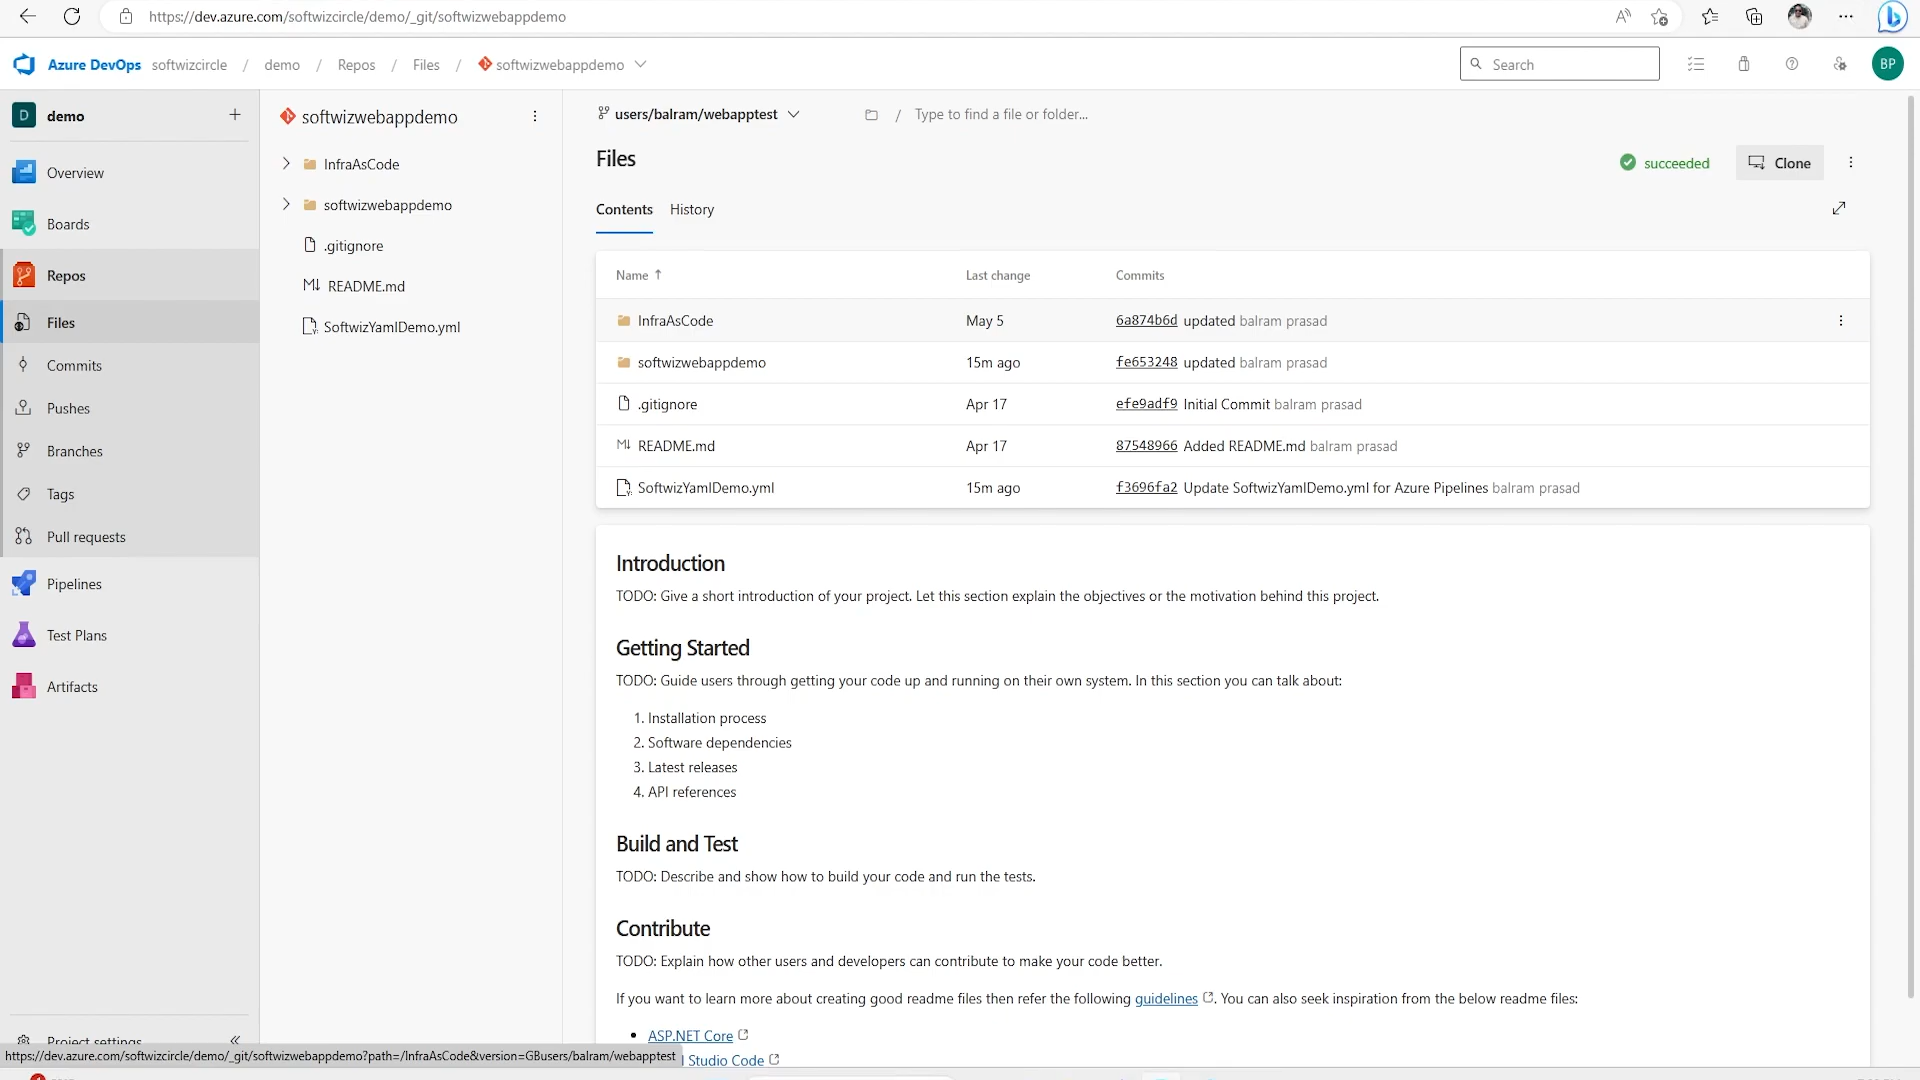 https://dev.azure.com/softwizcircle/demo/_git/softwizwebappdemo
Azure DevOps softwizcircle / demo / Repos / Files / softwizwebappdemo
Search
BP
D demo +
Overview
Boards
Repos
Files
Commits
Pushes
Branches
Tags
Pull requests
Pipelines
Test Plans
Artifacts
Project settings
softwizwebappdemo
InfraAsCode
softwizwebappdemo
.gitignore
README.md
SoftwizYamlDemo.yml
users/balram/webapptest / Type to find a file or folder...
Files
succeeded
Clone
Contents History
Name ↑ Last change Commits
InfraAsCode May 5 6a874b6d updated balram prasad
softwizwebappdemo 15m ago fe653248 updated balram prasad
.gitignore Apr 17 efe9adf9 Initial Commit balram prasad
README.md Apr 17 87548966 Added README.md balram prasad
SoftwizYamlDemo.yml 15m ago f3696fa2 Update SoftwizYamlDemo.yml for Azure Pipelines balram prasad
Introduction
TODO: Give a short introduction of your project. Let this section explain the objectives or the motivation behind this project.
Getting Started
TODO: Guide users through getting your code up and running on their own system. In this section you can talk about:
1. Installation process
2. Software dependencies
3. Latest releases
4. API references
Build and Test
TODO: Describe and show how to build your code and run the tests.
Contribute
TODO: Explain how other users and developers can contribute to make your code better.
If you want to learn more about creating good readme files then refer the following guidelines. You can also seek inspiration from the below readme files:
• ASP.NET Core
Studio Code
https://dev.azure.com/softwizcircle/demo/_git/softwizwebappdemo?path=/InfraAsCode&version=GBusers/balram/webapptest